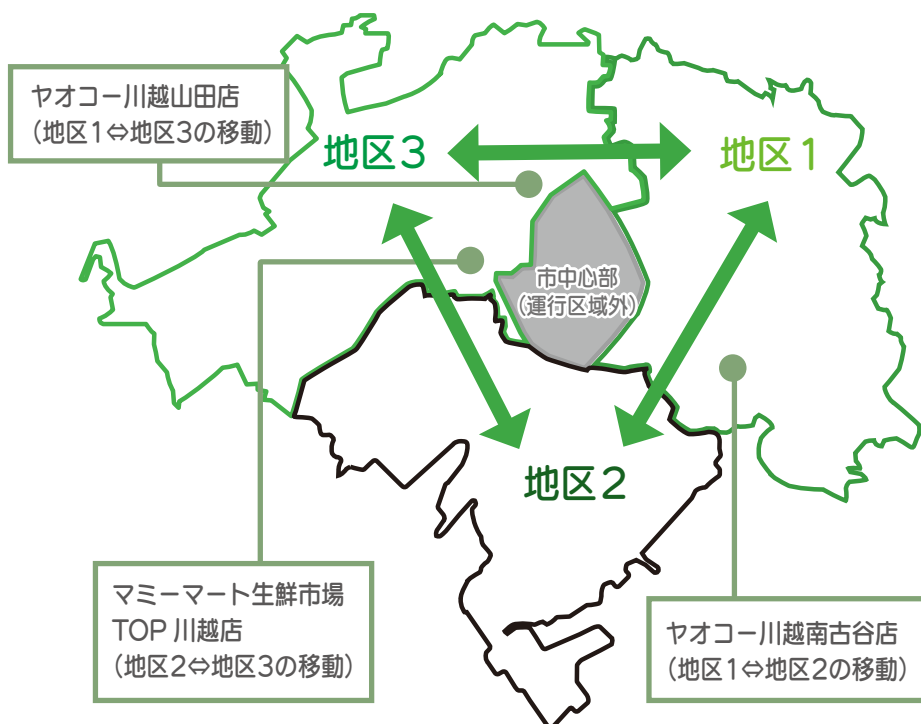 ヤオコー川越山田店
（地区1⇔地区3の移動）
地区3
地区1
市中心部
（運行区域外）
地区2
マミーマート生鮮市場
TOP 川越店
（地区2⇔地区3の移動）
ヤオコー川越南古谷店
（地区1⇔地区2の移動）